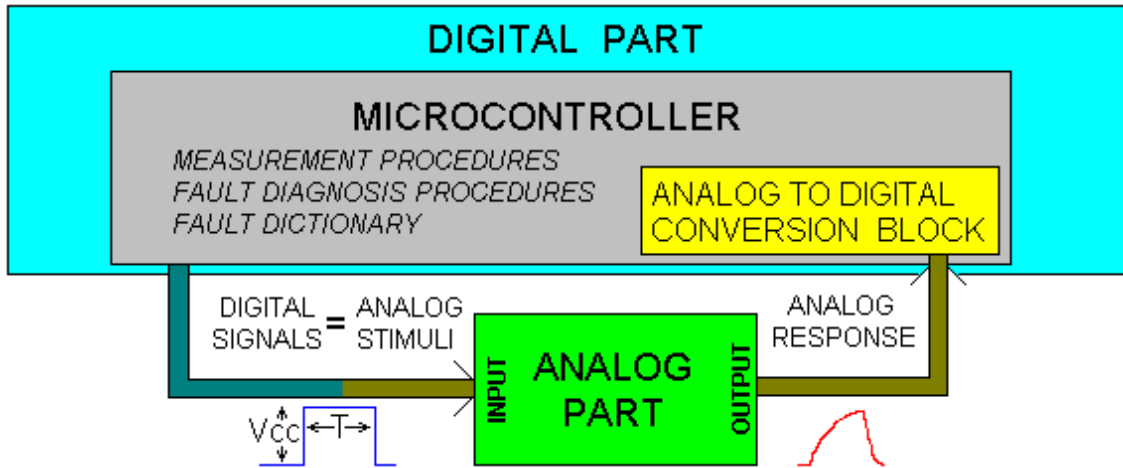 DIGITAL PART
MICROCONTROLLER
MEASUREMENT PROCEDURES
FAULT DIAGNOSIS PROCEDURES
FAULT DICTIONARY
ANALOG TO DIGITAL
CONVERSION BLOCK
DIGITAL
SIGNALS
=
ANALOG
STIMULI
INPUT
ANALOG
PART
OUTPUT
ANALOG
RESPONSE
Vcc
T